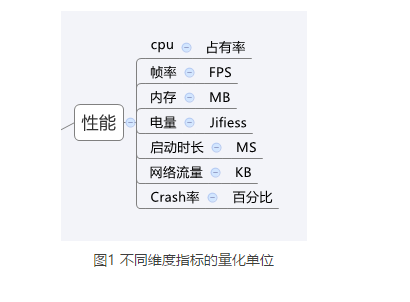 cpu 占有率
帧率 FPS
内存 MB
性能 电量 Jifiess
启动时长 MS
网络流量 KB
Crash率 百分比
图1 不同维度指标的量化单位